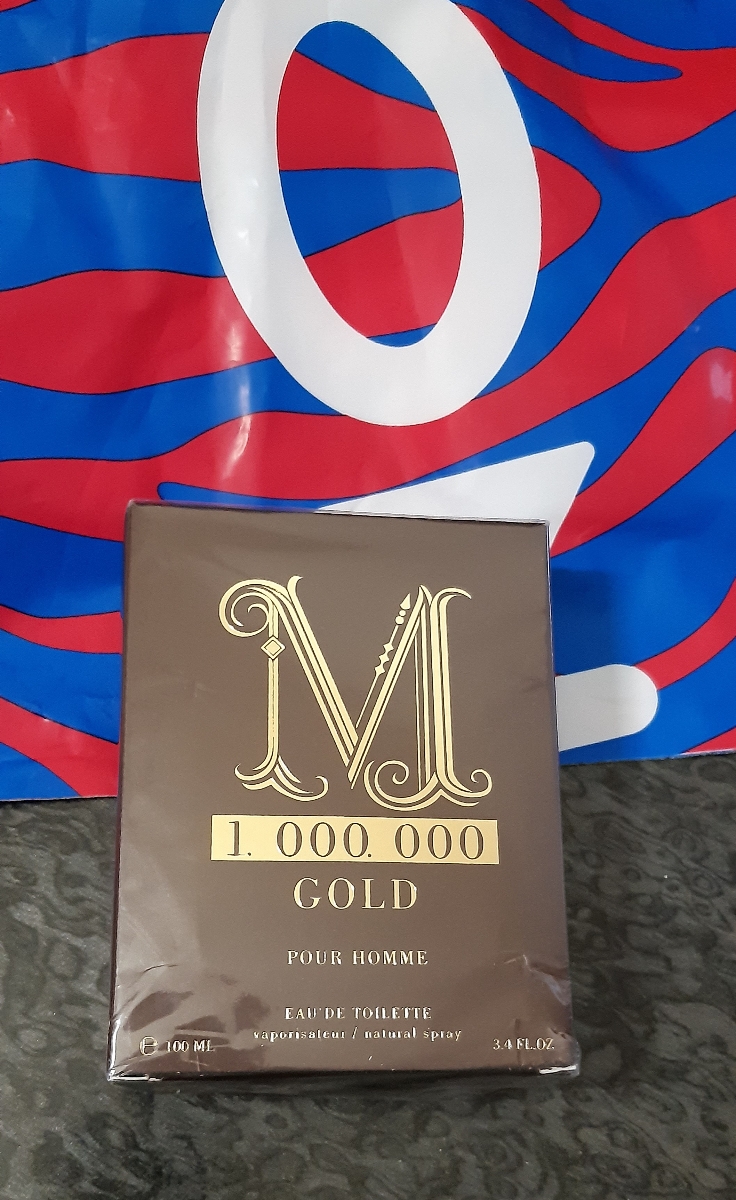 M
1. 000. 000
GOLD
POUR HOMME
EAU DE TOILETTE
vaporisateur / natural spray
℮ 100 ML
3.4 FL.OZ